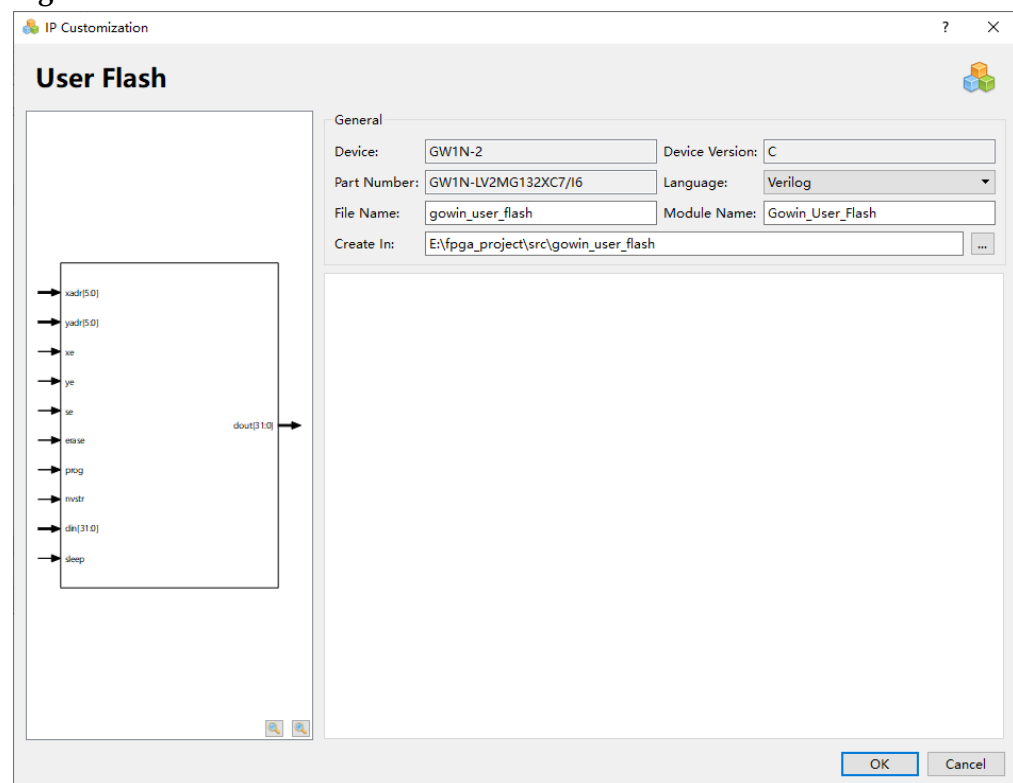 IP Customization
?
User Flash
General
Device: GW1N-2 Device Version: C
Part Number: GW1N-LV2MG132XC7/I6 Language: Verilog
File Name: gowin_user_flash Module Name: Gowin_User_Flash
Create In: E:\fpga_project\src\gowin_user_flash ...
xadr[5:0]
yadr[5:0]
xe
ye
se
dout[31:0]
erase
prog
nvstr
din[31:0]
sleep
OK Cancel